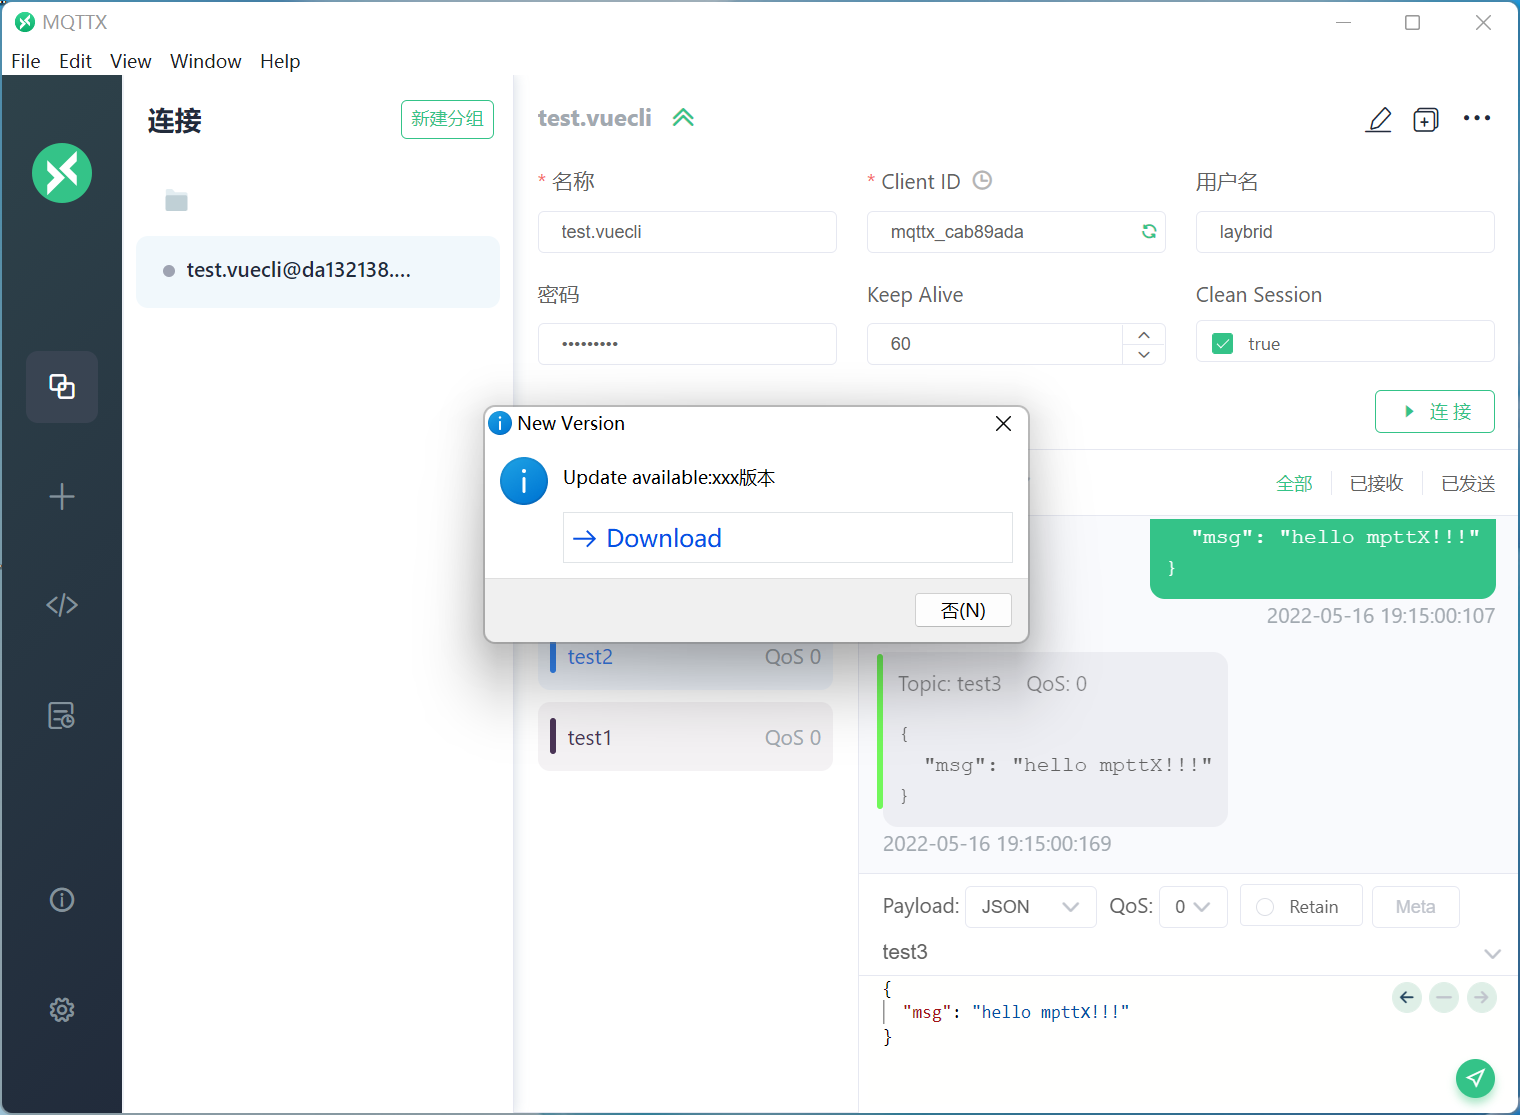 MQTTX
File Edit View Window Help
连接
新建分组
test.vuecli@da132138....
test.vuecli
* 名称
* Client ID
用户名
test.vuecli
mqttx_cab89ada
laybrid
密码
Keep Alive
Clean Session
•••••••••
60
true
连接
New Version
Update available:xxx版本
Download
否(N)
全部
已接收
已发送
"msg": "hello mpttX!!!"
}
2022-05-16 19:15:00:107
test2 QoS 0
test1 QoS 0
Topic: test3 QoS: 0
{
"msg": "hello mpttX!!!"
}
2022-05-16 19:15:00:169
Payload: JSON QoS: 0 Retain Meta
test3
{
"msg": "hello mpttX!!!"
}